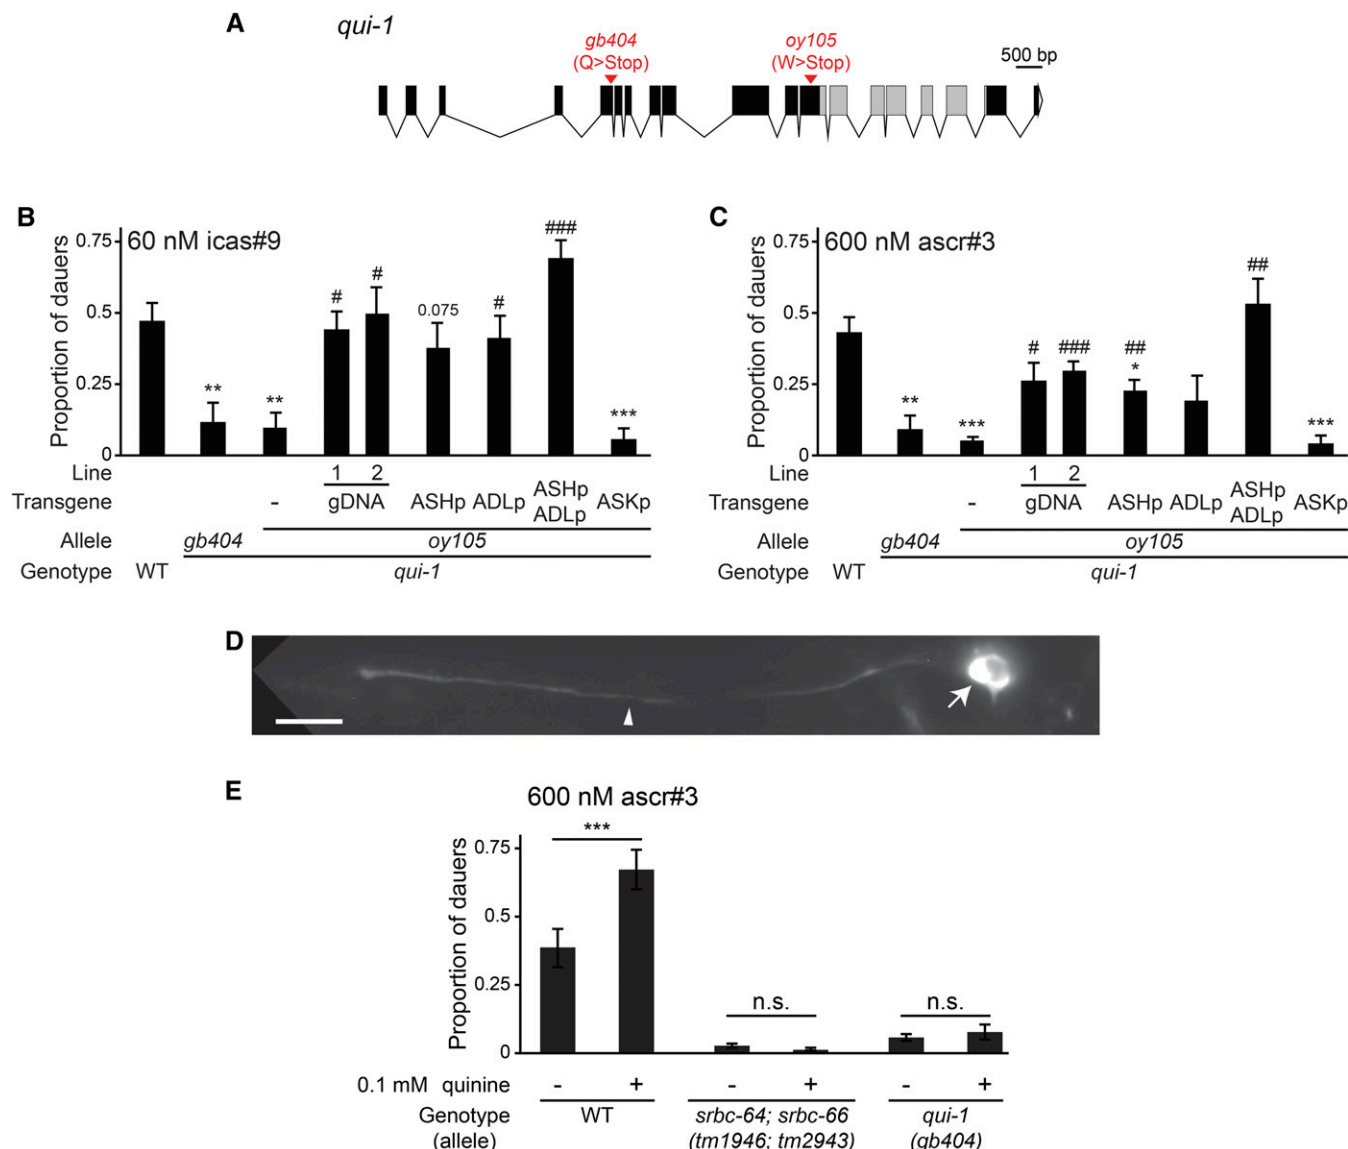 A
qui-1
gb404
(Q>Stop)
oy105
(W>Stop)
500 bp
B
60 nM icas#9
Proportion of dauers
0.75
0.5
0.25
0
** ** # # 0.075 # ### ***
Line 1 2
Transgene - gDNA ASHp ADLp ASHp ADLp ASKp
Allele gb404 oy105
Genotype WT qui-1
C
600 nM ascr#3
Proportion of dauers
0.75
0.5
0.25
0
** *** # ### ## * ## ***
Line 1 2
Transgene - gDNA ASHp ADLp ASHp ADLp ASKp
Allele gb404 oy105
Genotype WT qui-1
D
E
600 nM ascr#3
Proportion of dauers
0.75
0.5
0.25
0
*** n.s. n.s.
0.1 mM quinine - + - + - +
Genotype WT srbc-64; srbc-66 qui-1
(allele) (tm1946; tm2943) (gb404)